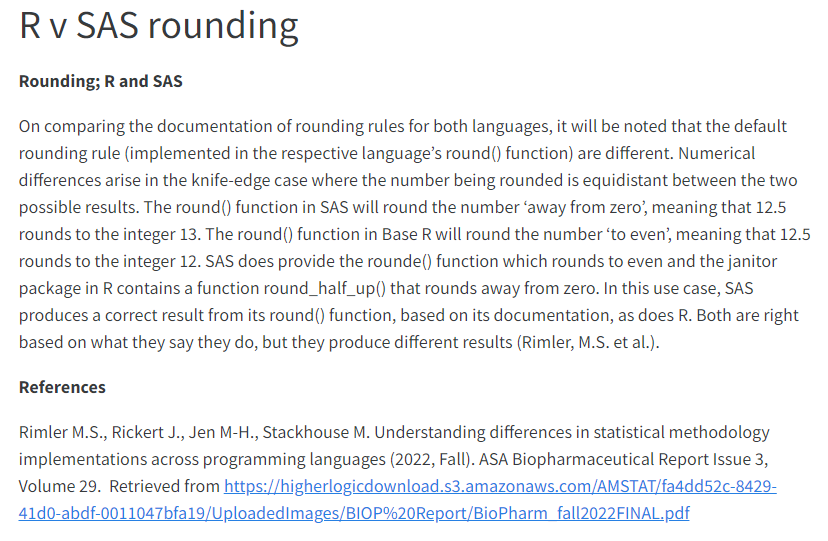 R v SAS rounding
Rounding; R and SAS
On comparing the documentation of rounding rules for both languages, it will be noted that the default
rounding rule (implemented in the respective language’s round() function) are different. Numerical
differences arise in the knife-edge case where the number being rounded is equidistant between the two
possible results. The round() function in SAS will round the number ‘away from zero’, meaning that 12.5
rounds to the integer 13. The round() function in Base R will round the number ‘to even’, meaning that 12.5
rounds to the integer 12. SAS does provide the rounde() function which rounds to even and the janitor
package in R contains a function round_half_up() that rounds away from zero. In this use case, SAS
produces a correct result from its round() function, based on its documentation, as does R. Both are right
based on what they say they do, but they produce different results (Rimler, M.S. et al.).
References
Rimler M.S., Rickert J., Jen M-H., Stackhouse M. Understanding differences in statistical methodology
implementations across programming languages (2022, Fall). ASA Biopharmaceutical Report Issue 3,
Volume 29. Retrieved from https://higherlogicdownload.s3.amazonaws.com/AMSTAT/fa4dd52c-8429-
41d0-abdf-0011047bfa19/UploadedImages/BIOP%20Report/BioPharm_fall2022FINAL.pdf